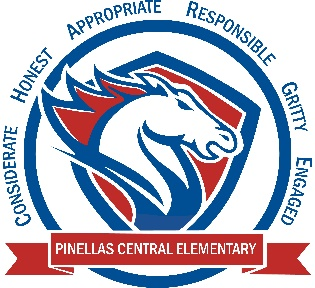 CONSIDERATE HONEST APPROPRIATE RESPONSIBLE GRITTY ENGAGED
PINELLAS CENTRAL ELEMENTARY